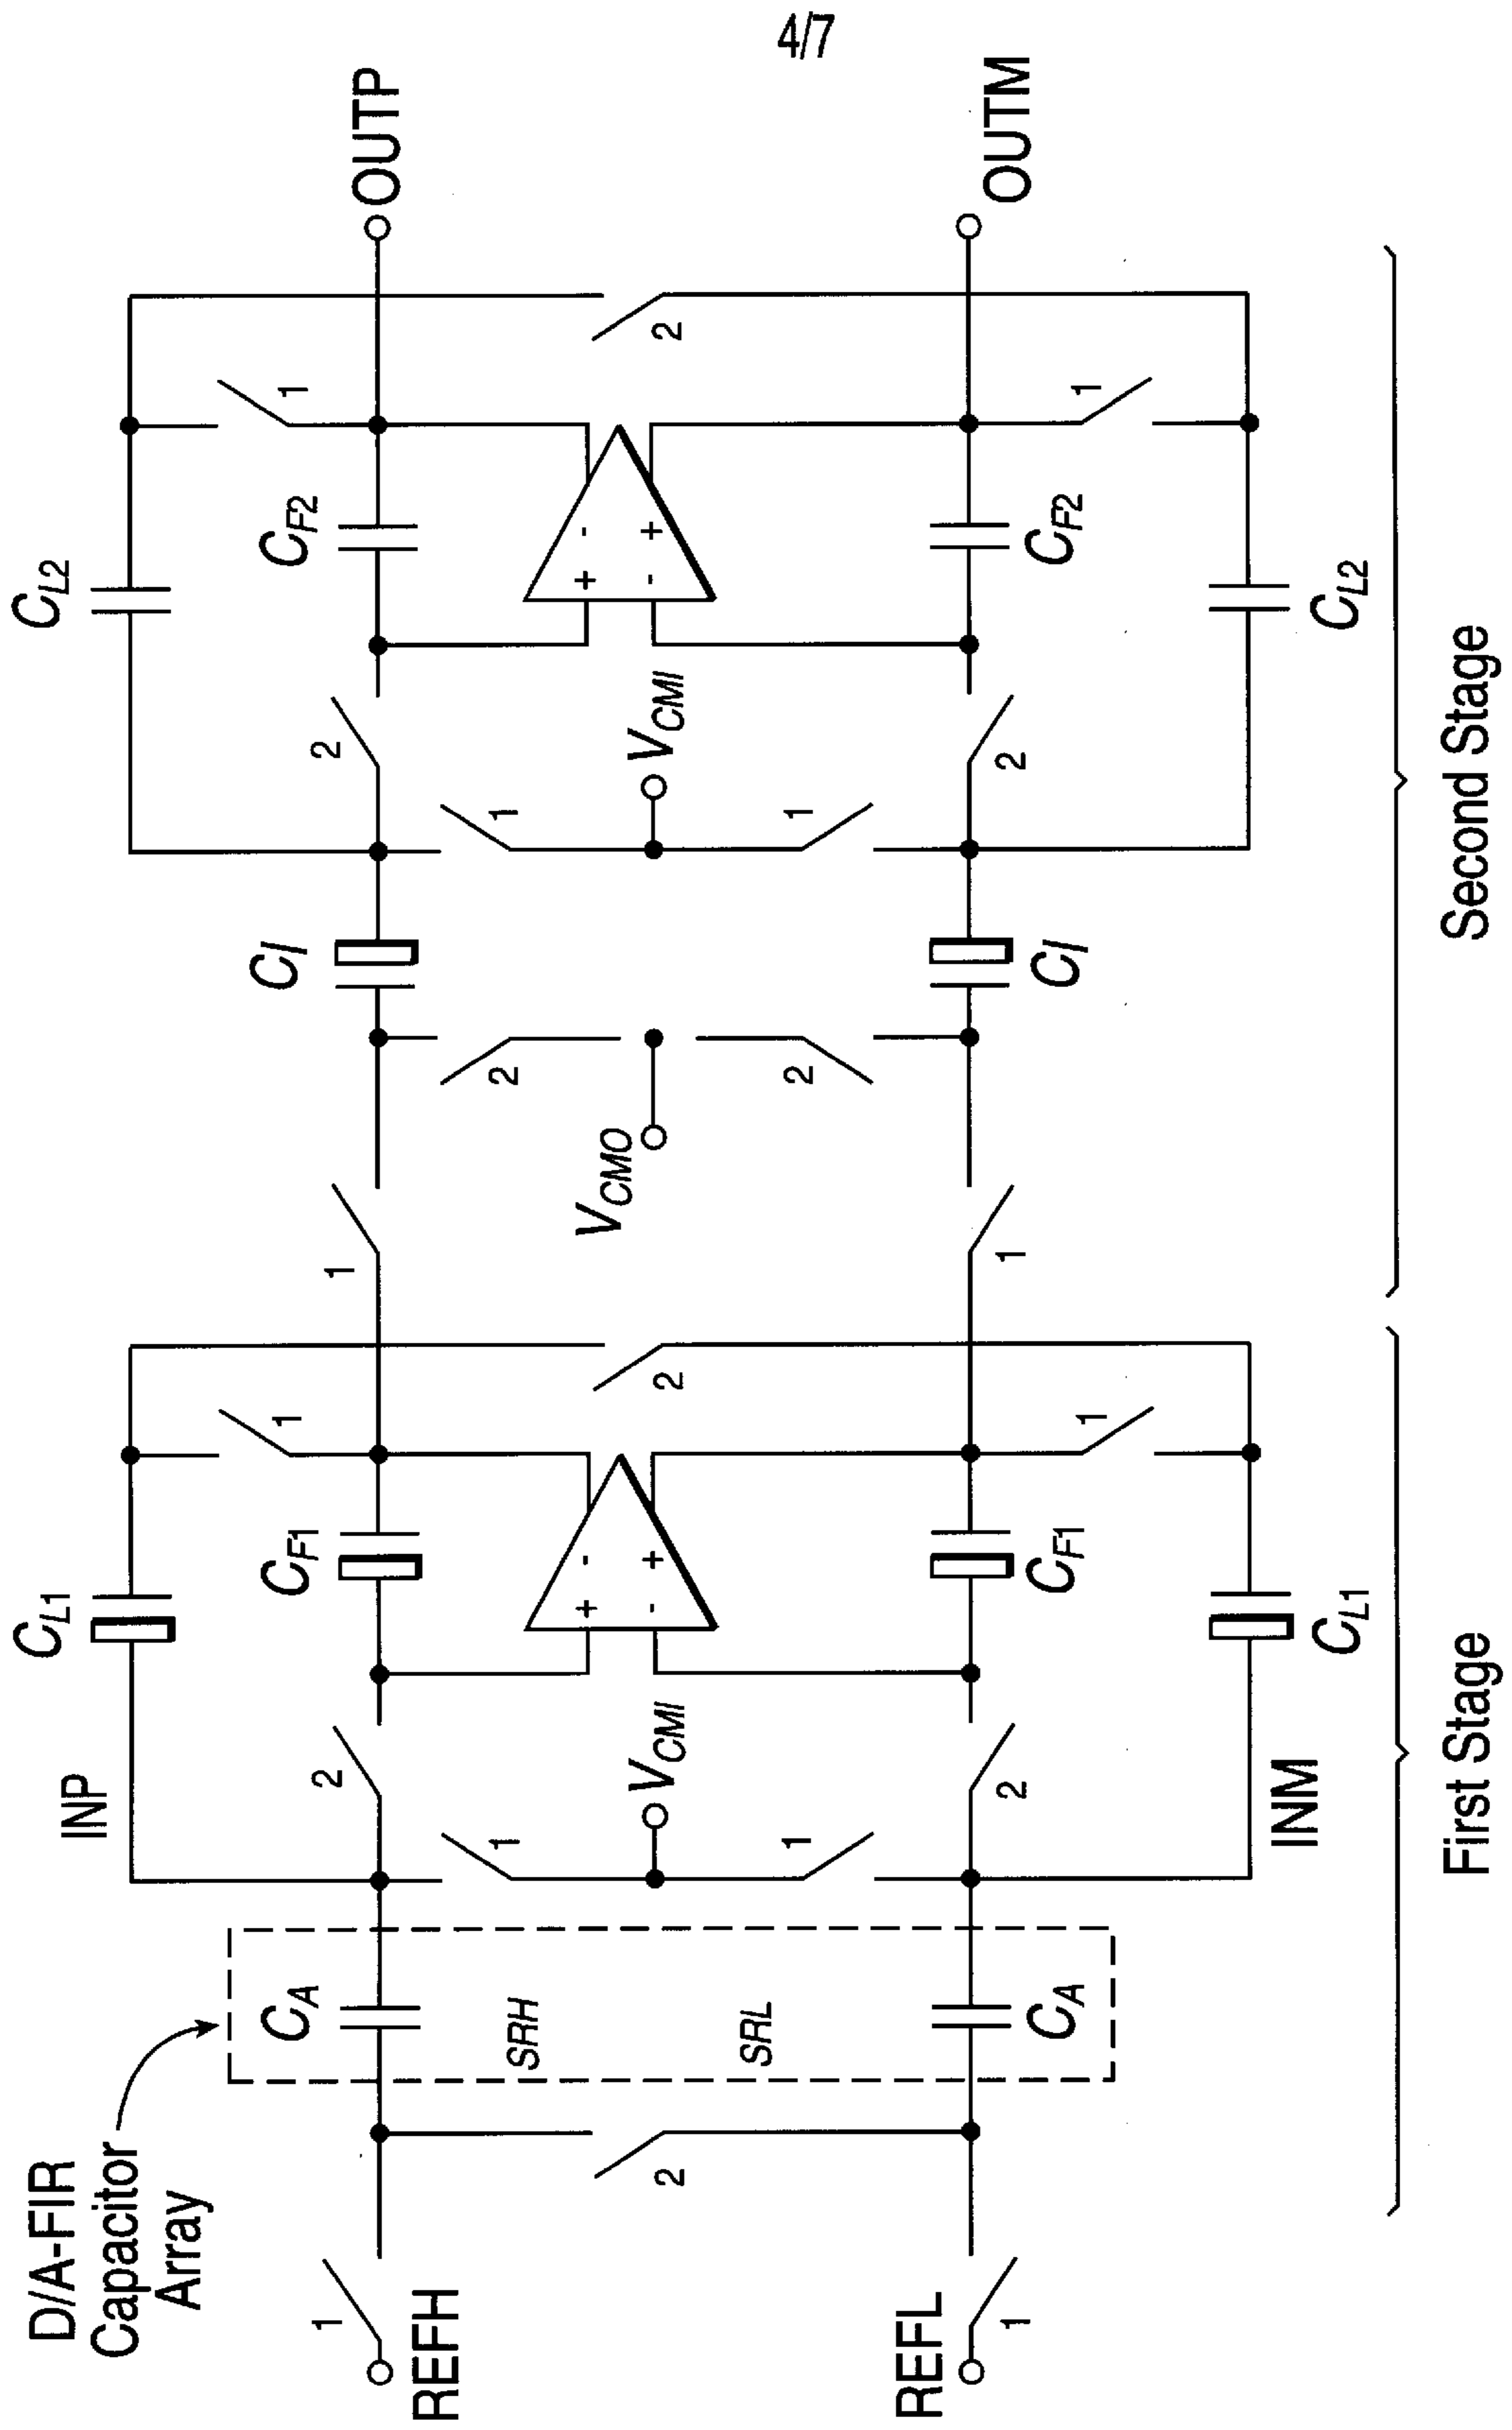 4/7
D/A-FIR
Capacitor
Array
INP
C_L1
C_L2
1
REFH
C_A
2
C_F1
1
1
C_I
2
C_F2
1
OUTP
SRH
1
+
-
2
1
+
-
2
2
V_CMI
2
V_CMO
V_CMI
2
SRL
1
-
+
2
1
-
+
REFL
1
C_A
2
C_F1
1
1
C_I
2
C_F2
1
OUTM
INM
C_L1
C_L2
First Stage
Second Stage